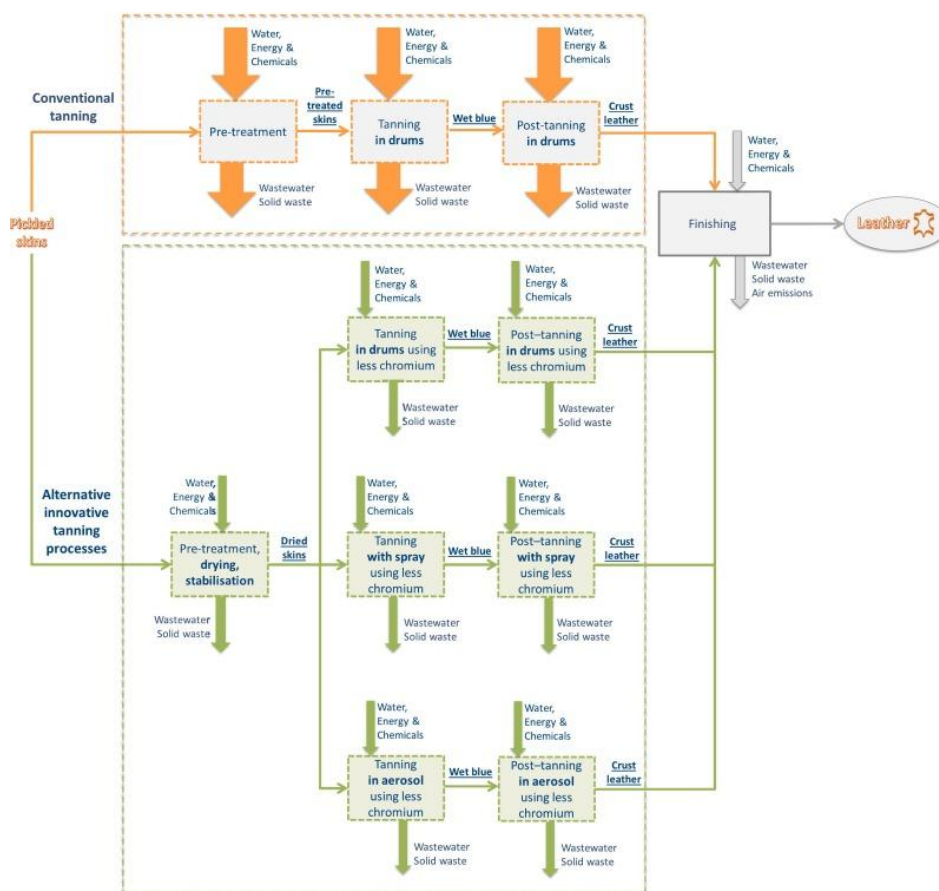 Water,
Energy &
Chemicals
Water,
Energy &
Chemicals
Water,
Energy &
Chemicals
Conventional
tanning
Pre-treatment
Pre-
treated
skins
Tanning
in drums
Wet blue
Post-tanning
in drums
Crust
leather
Wastewater
Solid waste
Wastewater
Solid waste
Wastewater
Solid waste
Water,
Energy &
Chemicals
Pickled
skins
Finishing
Leather
Wastewater
Solid waste
Air emissions
Water,
Energy &
Chemicals
Water,
Energy &
Chemicals
Tanning
in drums using
less chromium
Wet blue
Post–tanning
in drums using
less chromium
Crust
leather
Wastewater
Solid waste
Wastewater
Solid waste
Alternative
innovative
tanning
processes
Water,
Energy &
Chemicals
Water,
Energy &
Chemicals
Water,
Energy &
Chemicals
Pre-treatment,
drying,
stabilisation
Dried
skins
Tanning
with spray
using less
chromium
Wet blue
Post–tanning
with spray
using less
chromium
Crust
leather
Wastewater
Solid waste
Wastewater
Solid waste
Wastewater
Solid waste
Water,
Energy &
Chemicals
Water,
Energy &
Chemicals
Tanning
in aerosol
using less
chromium
Wet blue
Post–tanning
in aerosol
using less
chromium
Crust
leather
Wastewater
Solid waste
Wastewater
Solid waste